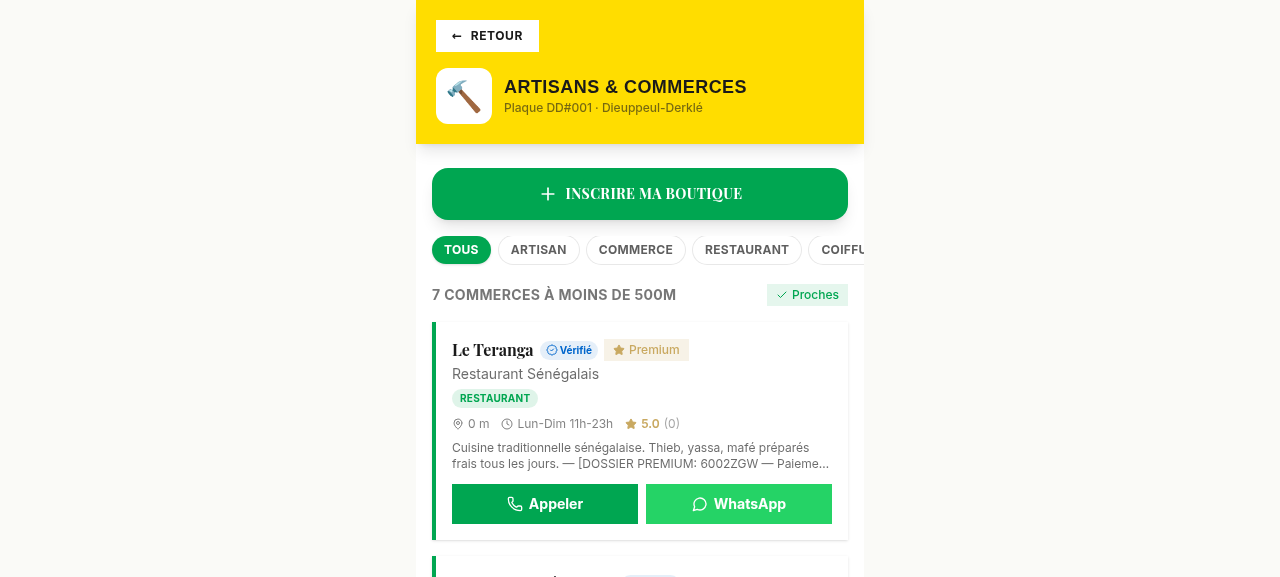 ← RETOUR
ARTISANS & COMMERCES
Plaque DD#001 · Dieuppeul-Derklé
+ INSCRIRE MA BOUTIQUE
TOUS ARTISAN COMMERCE RESTAURANT COIFFU
7 COMMERCES À MOINS DE 500M Proches
Le Teranga Vérifié Premium
Restaurant Sénégalais
RESTAURANT
0 m Lun-Dim 11h-23h 5.0 (0)
Cuisine traditionnelle sénégalaise. Thieb, yassa, mafé préparés
frais tous les jours. — [DOSSIER PREMIUM: 6002ZGW — Paieme…
Appeler WhatsApp